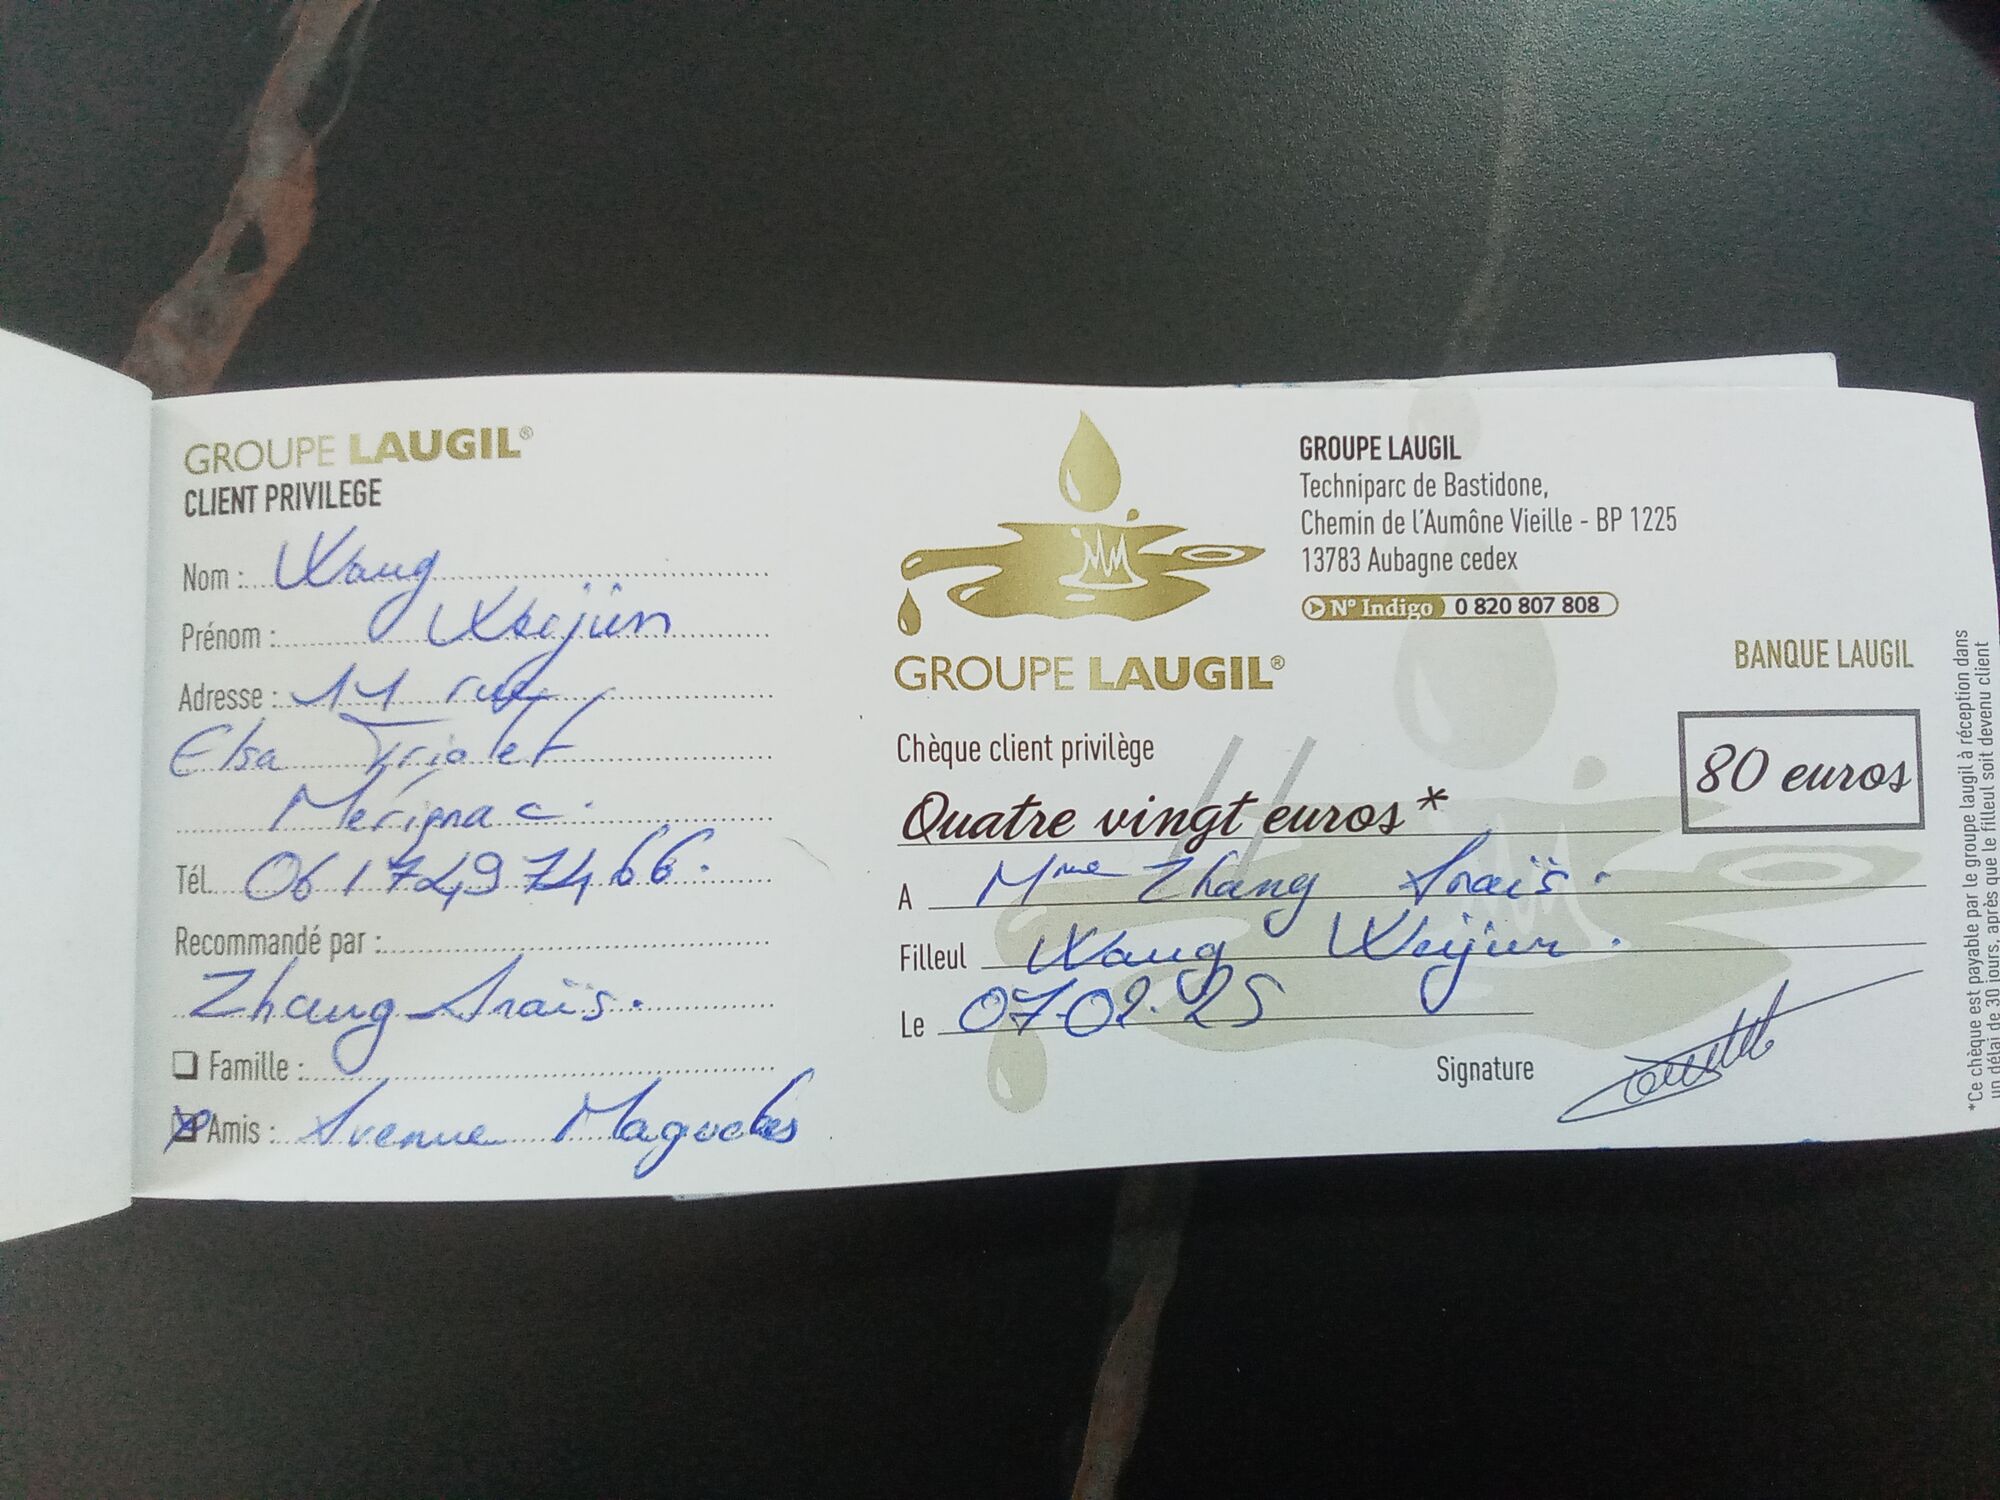 GROUPE LAUGIL®
CLIENT PRIVILEGE
Nom : Wang
Prénom : Weijun
Adresse : 11 rue
Elsa Triolet
Mérignac.
Tél. 06 17 49 74 66.
Recommandé par :
Zhang Anaïs.
Famille :
Amis : Avenue
GROUPE LAUGIL®
GROUPE LAUGIL
Techniparc de Bastidone,
Chemin de l'Aumône Vieille - BP 1225
13783 Aubagne cedex
N° Indigo 0 820 807 808
BANQUE LAUGIL
Chèque client privilège
80 euros
Quatre vingt euros*
A Mme Zhang Anaïs.
Filleul Wang Weijun.
Le 07.02.25
Signature
*Ce chèque est payable par le groupe laugil à réception dans
un délai de 30 jours, après que le filleul soit devenu client